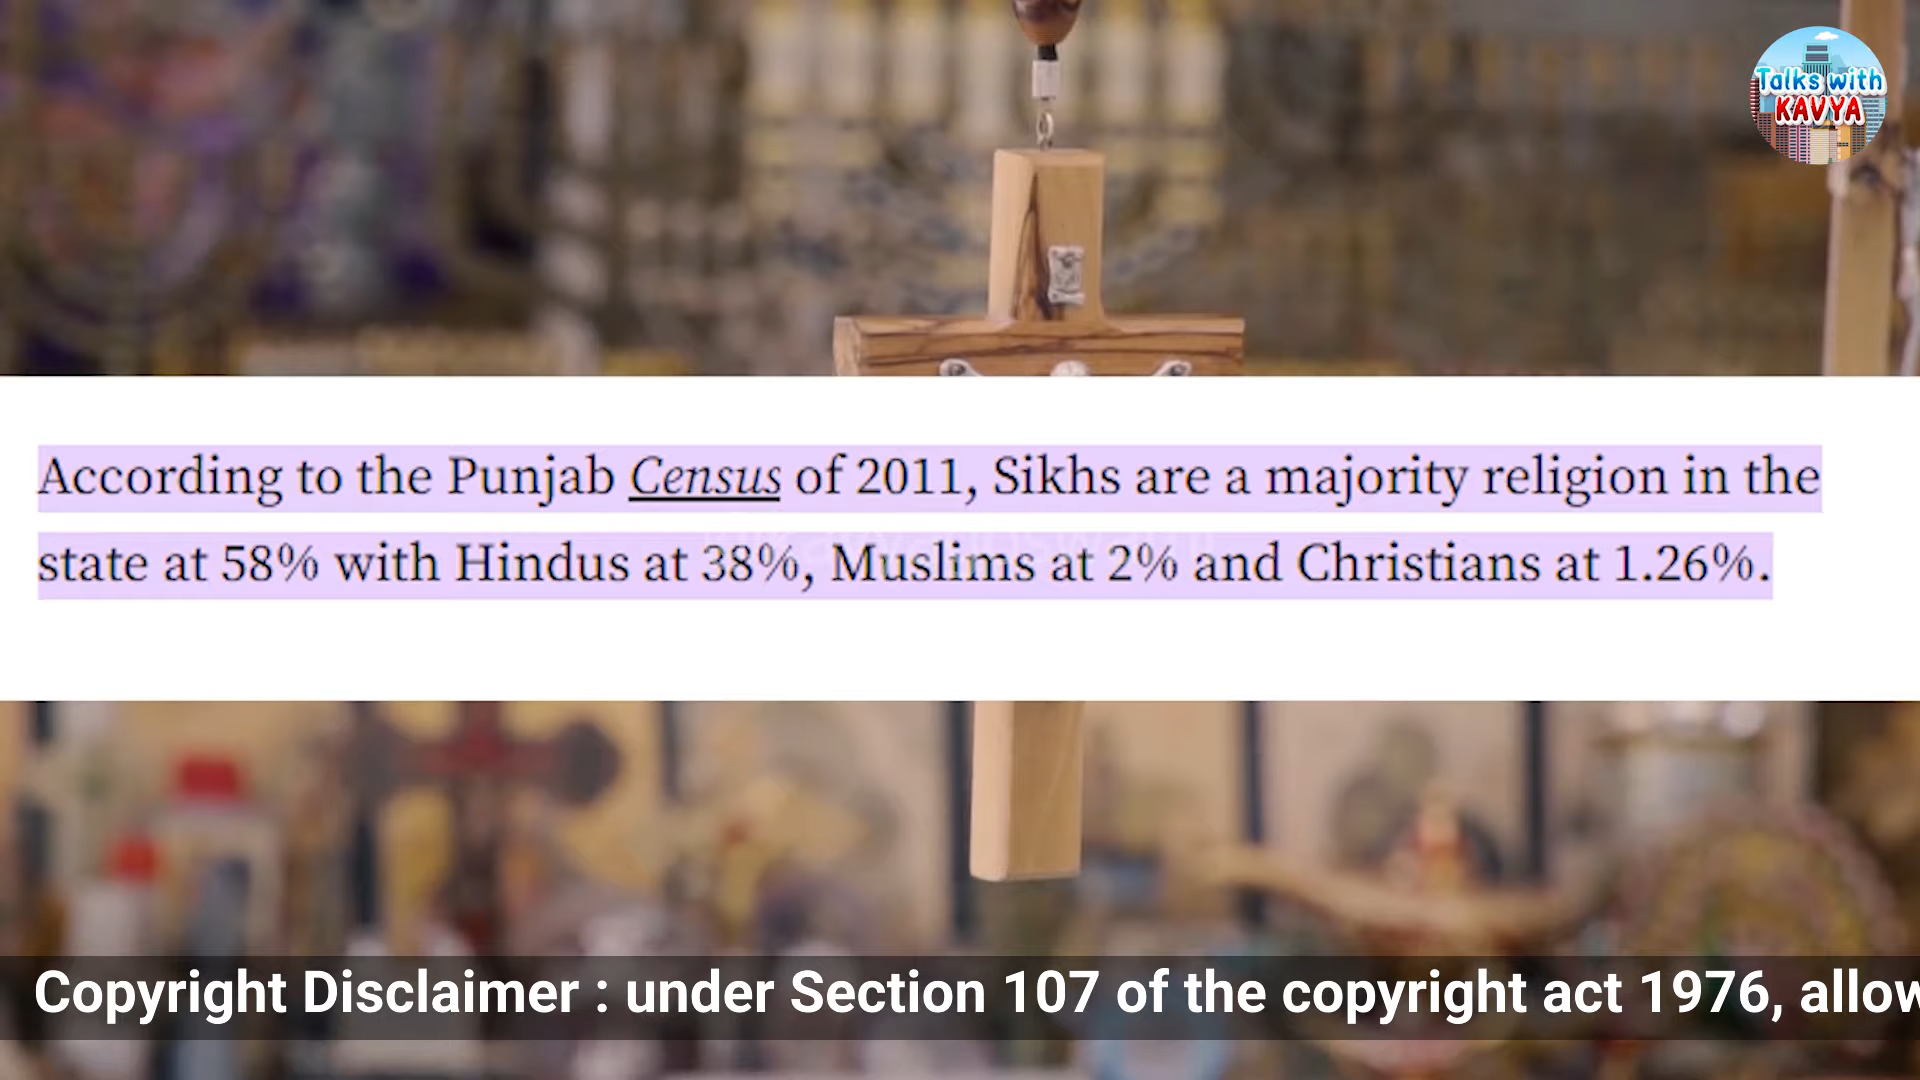 Talks with
KAVYA
According to the Punjab Census of 2011, Sikhs are a majority religion in the
state at 58% with Hindus at 38%, Muslims at 2% and Christians at 1.26%.
Copyright Disclaimer : under Section 107 of the copyright act 1976, allow